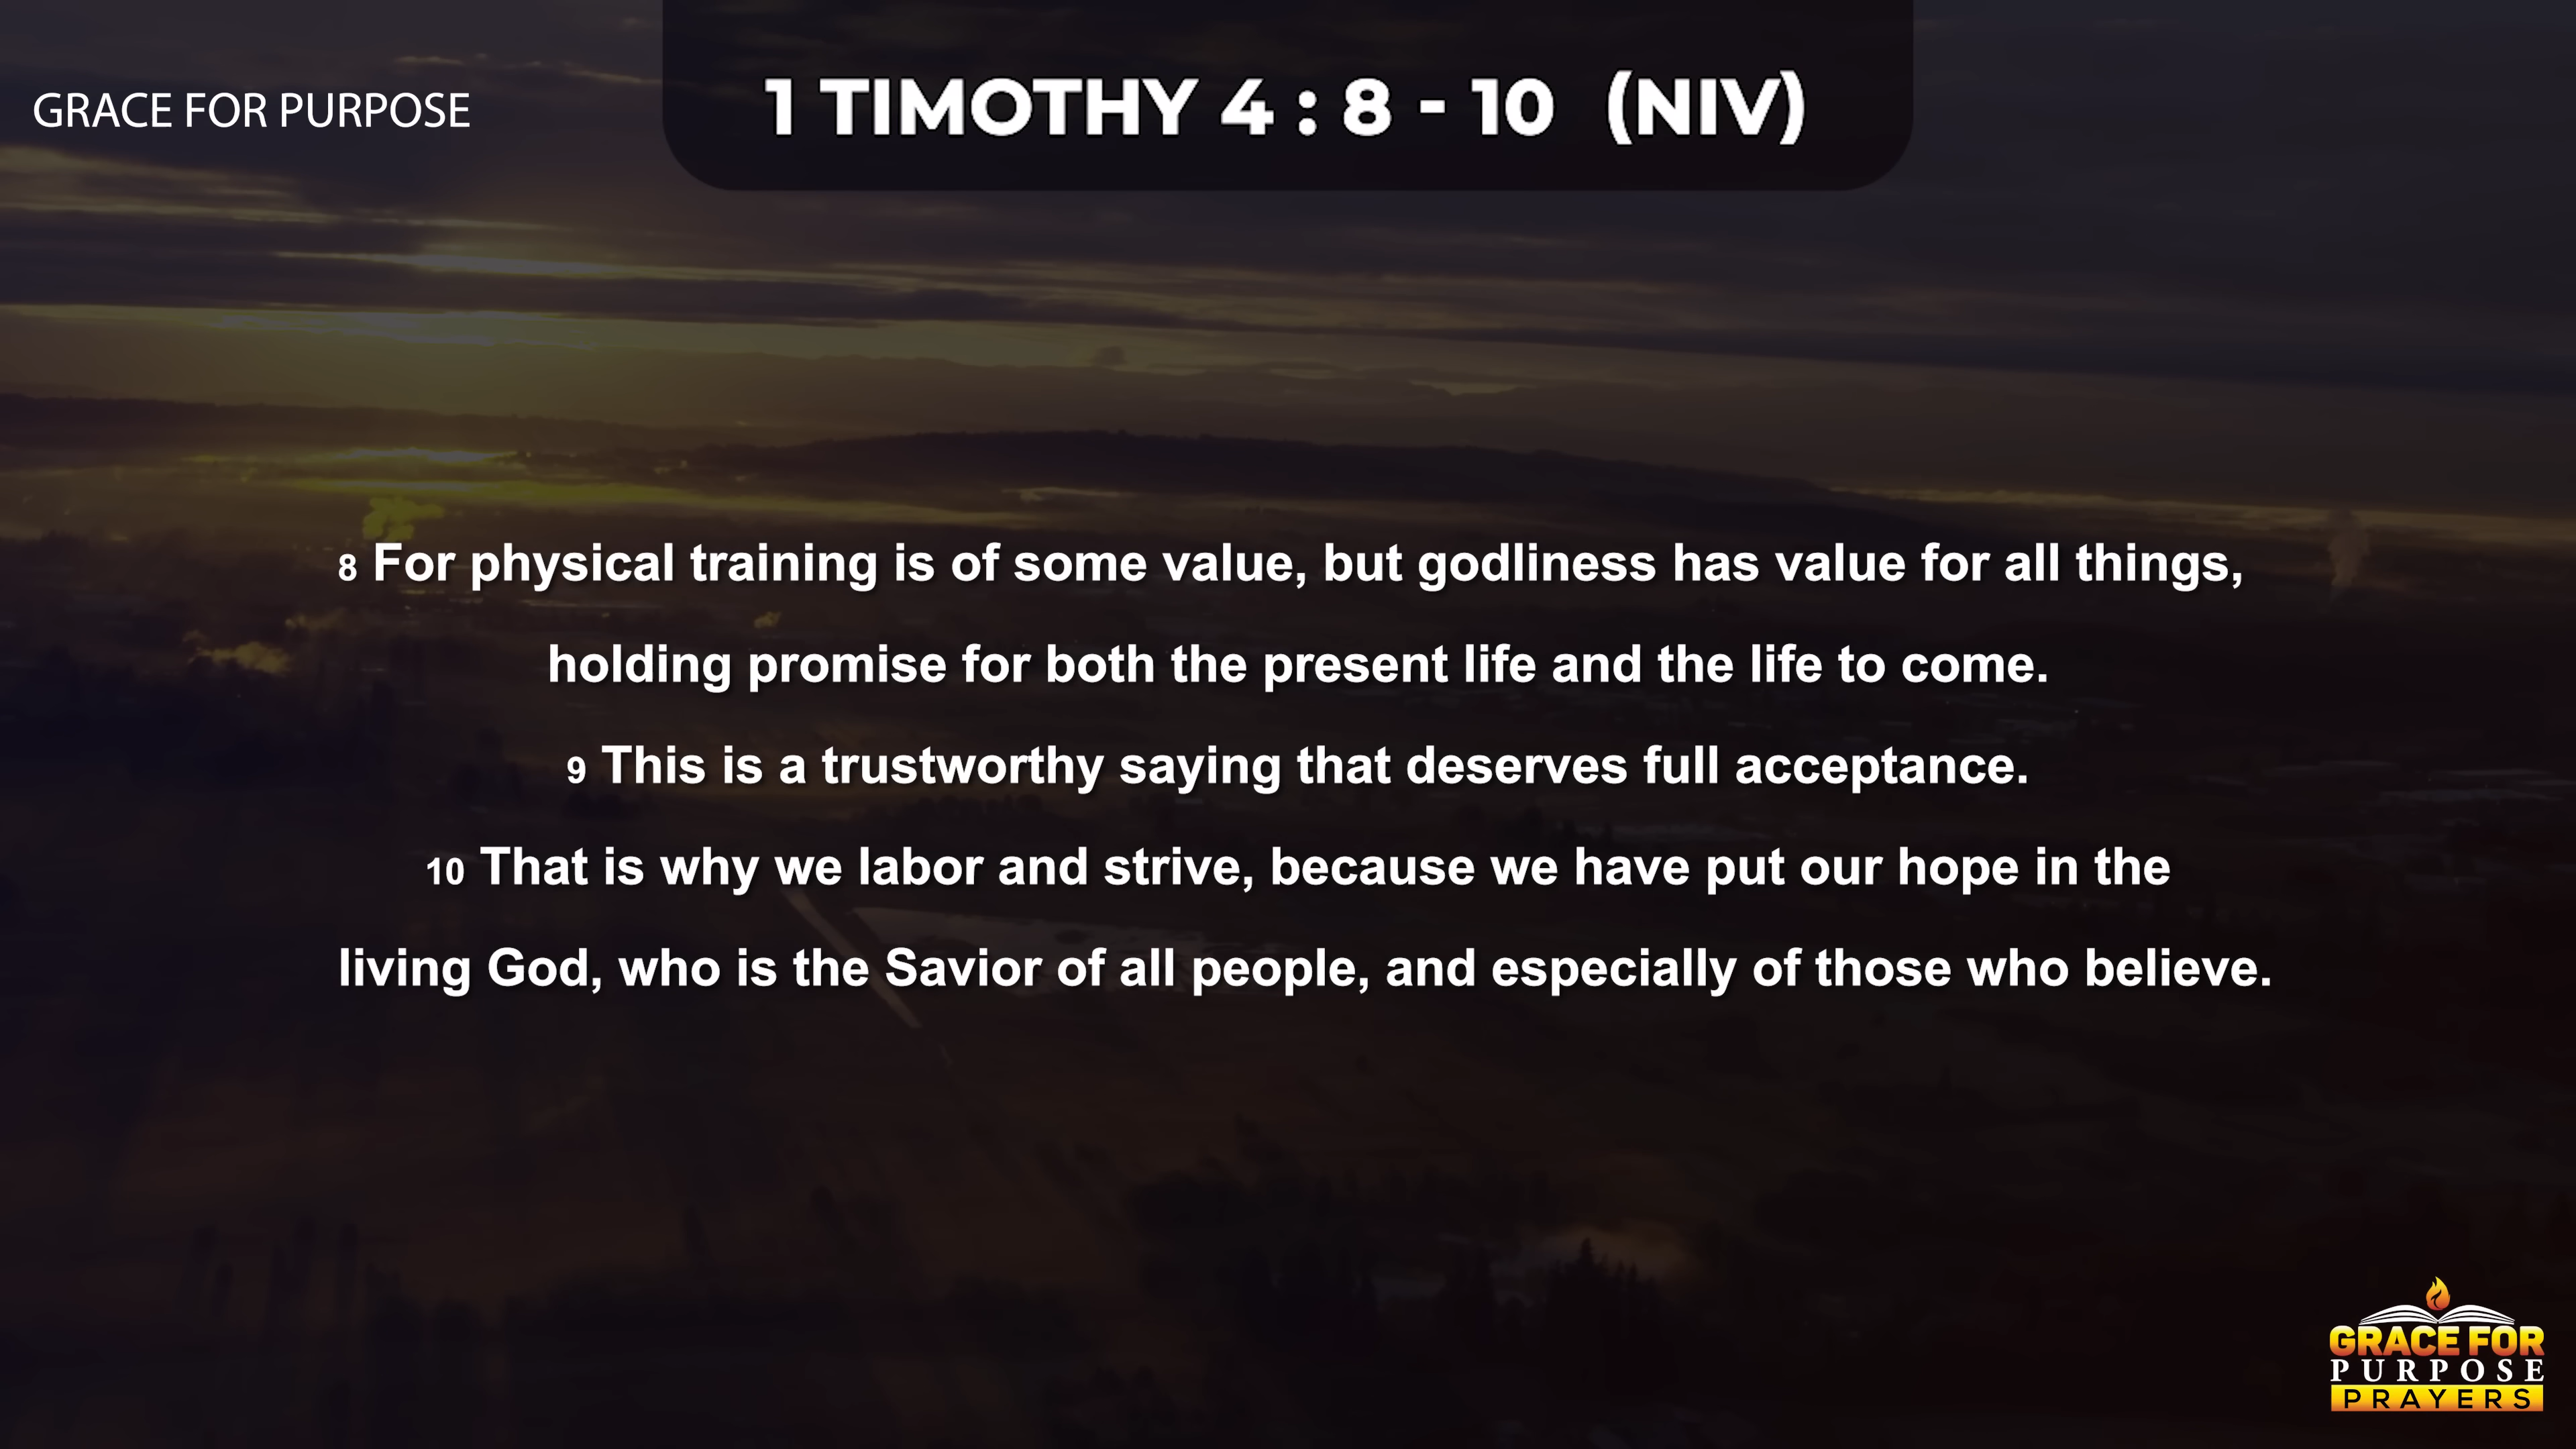 GRACE FOR PURPOSE
1 TIMOTHY 4 : 8 - 10 (NIV)
8 For physical training is of some value, but godliness has value for all things,
holding promise for both the present life and the life to come.
9 This is a trustworthy saying that deserves full acceptance.
10 That is why we labor and strive, because we have put our hope in the
living God, who is the Savior of all people, and especially of those who believe.
GRACE FOR
PURPOSE
PRAYERS